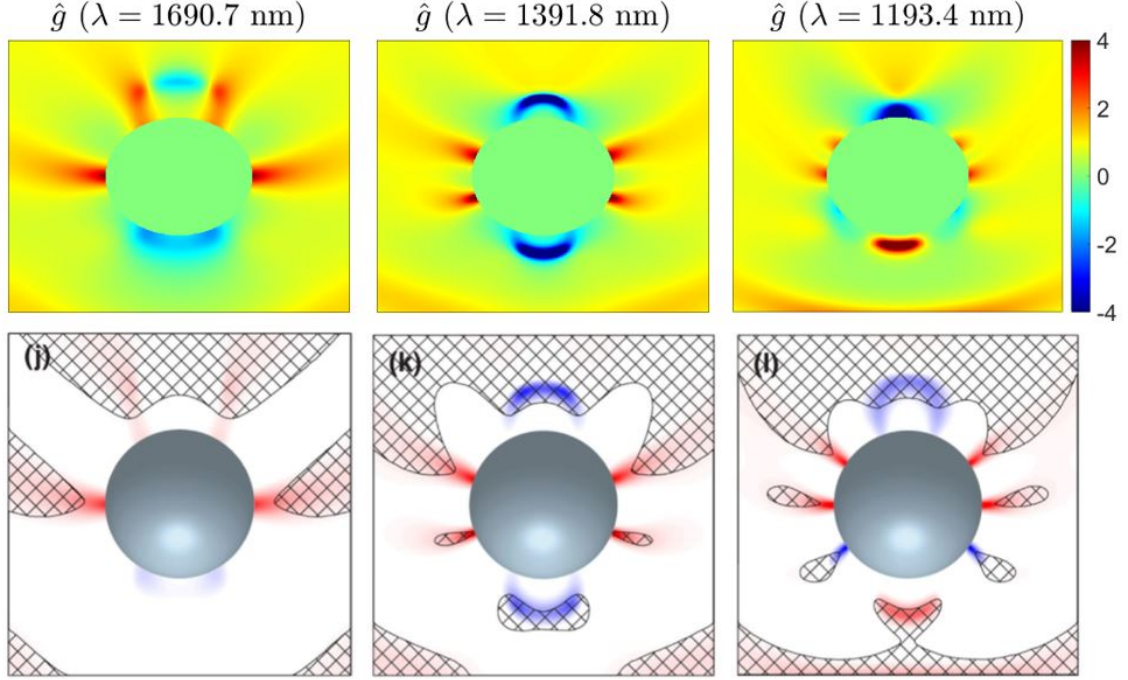 ĝ (λ = 1690.7 nm)
ĝ (λ = 1391.8 nm)
ĝ (λ = 1193.4 nm)
4
2
0
-2
-4
(j)
(k)
(l)